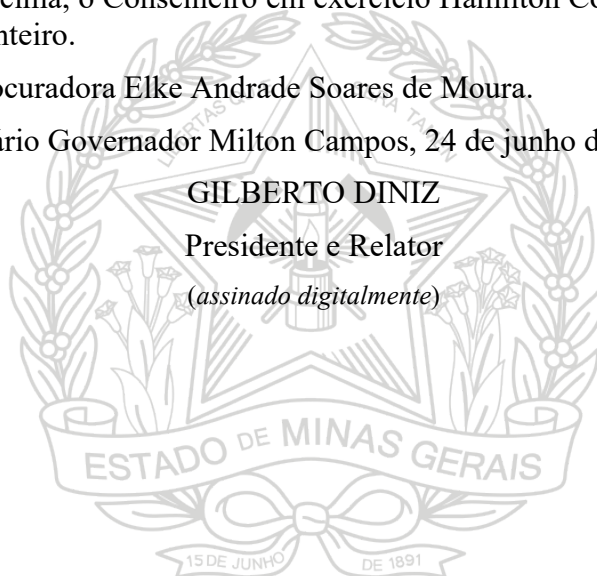 o Conselheiro em exercício Hamilton Co
nteiro.
ocuradora Elke Andrade Soares de Moura.
ário Governador Milton Campos, 24 de junho d
GILBERTO DINIZ
Presidente e Relator
(assinado digitalmente)
ESTADO DE MINAS GERAIS
15 DE JUNHO DE 1891